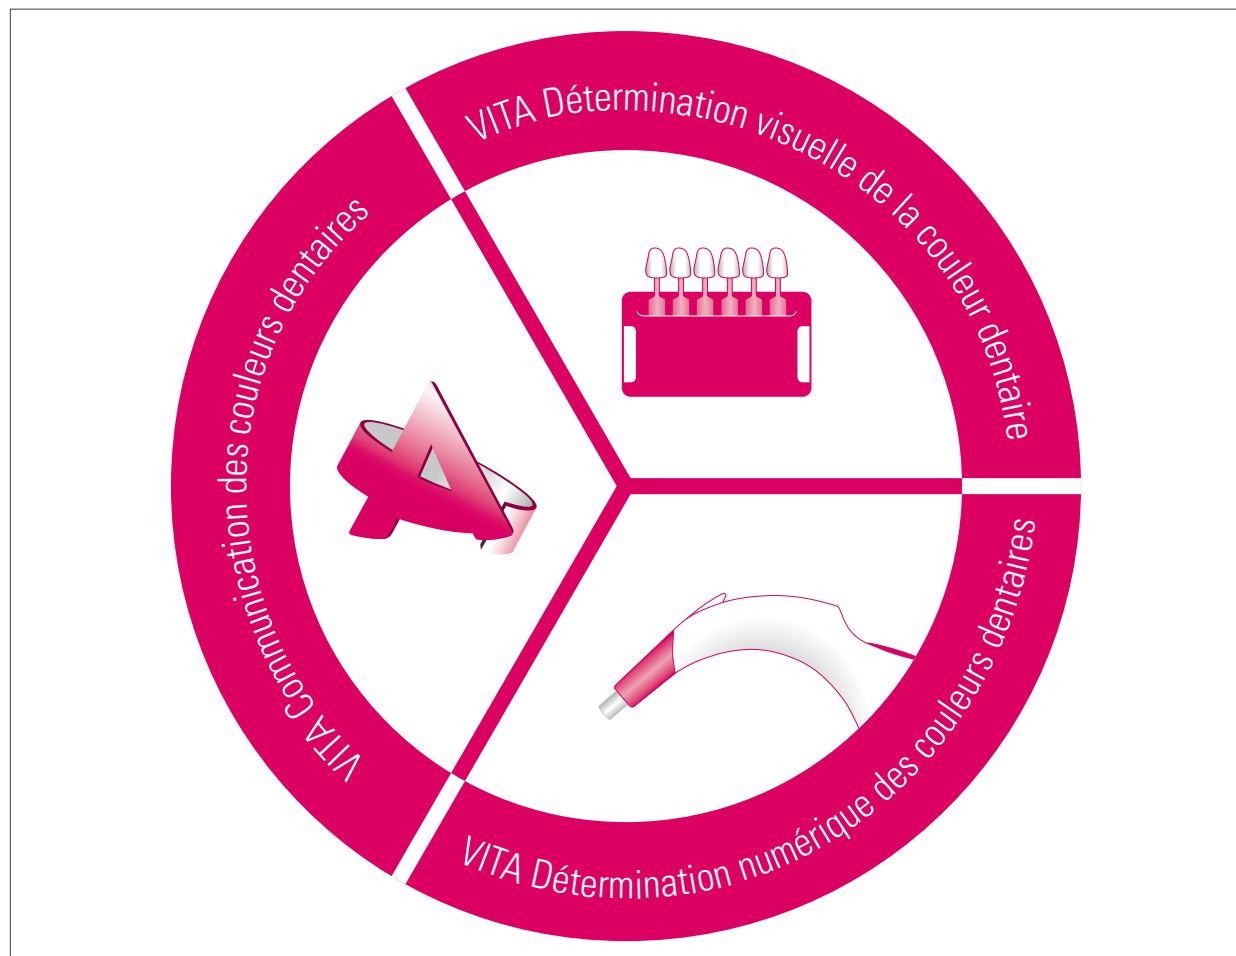 VITA Détermination visuelle de la couleur dentaire
VITA Communication des couleurs dentaires
VITA Détermination numérique des couleurs dentaires